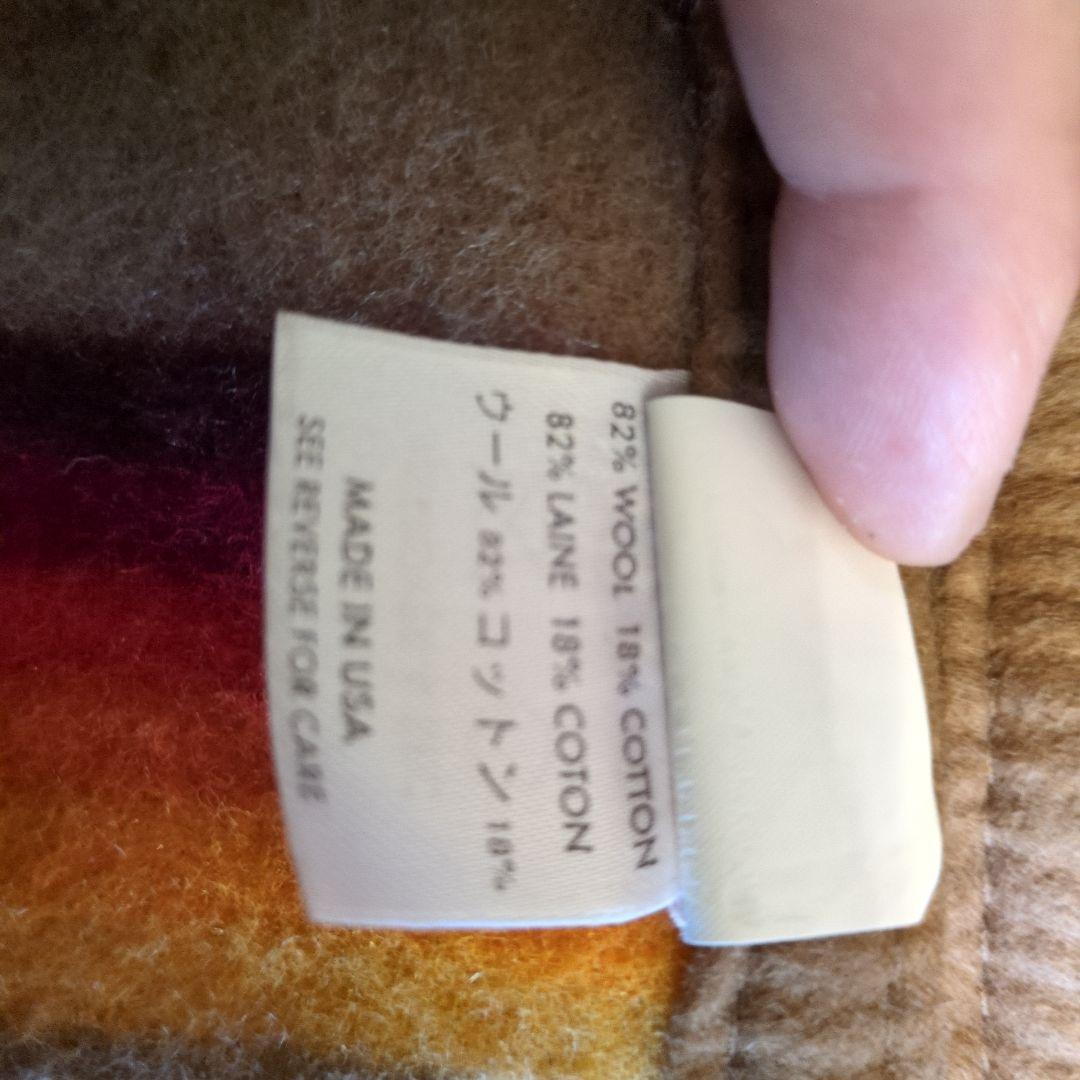 82% WOOL 18% COTTON
82% LAINE 18% COTON
ウール 82% コットン 18%
MADE IN USA
SEE REVERSE FOR CARE